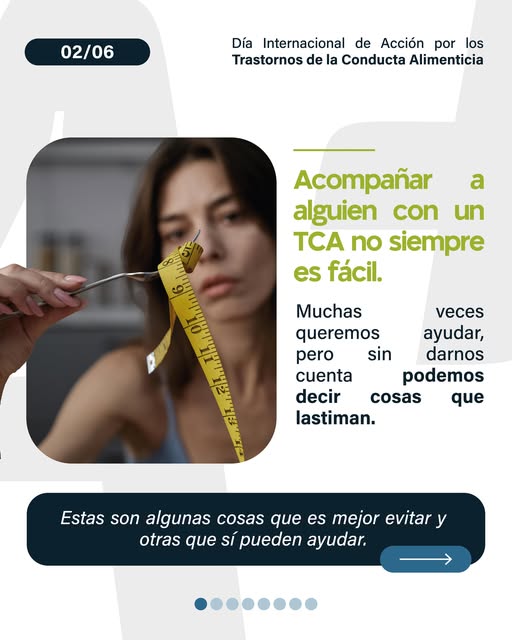 02/06
Día Internacional de Acción por los
Trastornos de la Conducta Alimenticia
Acompañar a
alguien con un
TCA no siempre
es fácil.
Muchas veces
queremos ayudar,
pero sin darnos
cuenta podemos
decir cosas que
lastiman.
Estas son algunas cosas que es mejor evitar y
otras que sí pueden ayudar.